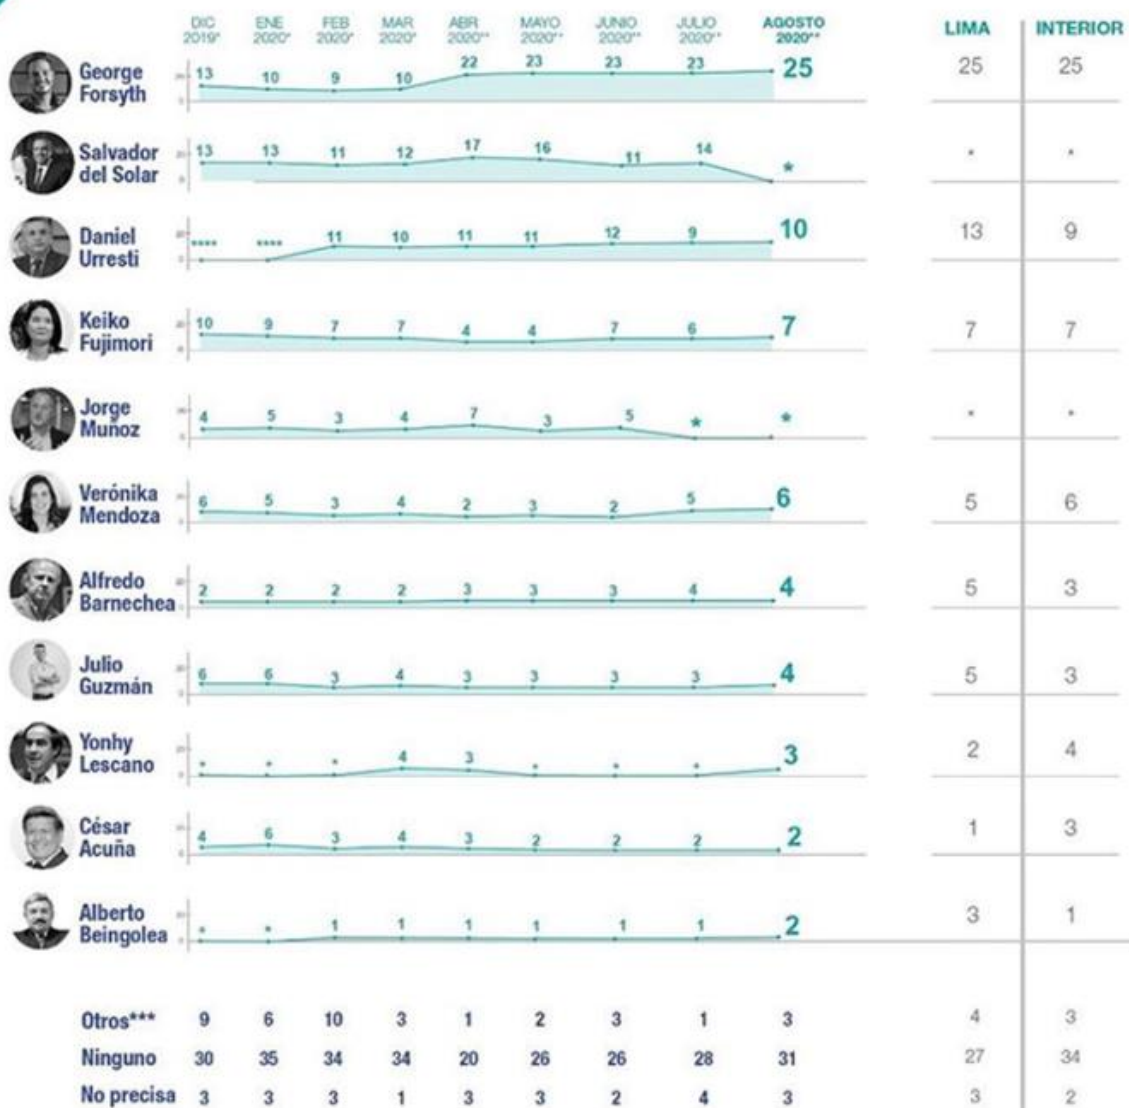 DIC ENE FEB MAR ABR MAYO JUNIO JULIO AGOSTO LIMA INTERIOR
2019* 2020* 2020* 2020* 2020** 2020** 2020** 2020** 2020**
George Forsyth 13 10 9 10 22 23 23 23 25 25 25
Salvador del Solar 13 13 11 12 17 16 11 14 * * *
Daniel Urresti **** **** 11 10 11 11 12 9 10 13 9
Keiko Fujimori 10 9 7 7 4 4 7 6 7 7 7
Jorge Muñoz 4 5 3 4 7 3 5 * * * *
Verónika Mendoza 6 5 3 4 2 3 2 5 6 5 6
Alfredo Barnechea 2 2 2 2 3 3 3 4 4 5 3
Julio Guzmán 6 6 3 4 3 3 3 3 4 5 3
Yonhy Lescano * * * 4 3 * * * 3 2 4
César Acuña 4 6 3 4 3 2 2 2 2 1 3
Alberto Beingolea * * 1 1 1 1 1 1 2 3 1
Otros*** 9 6 10 3 1 2 3 1 3 4 3
Ninguno 30 35 34 34 20 26 26 28 31 27 34
No precisa 3 3 3 1 3 3 2 4 3 3 2